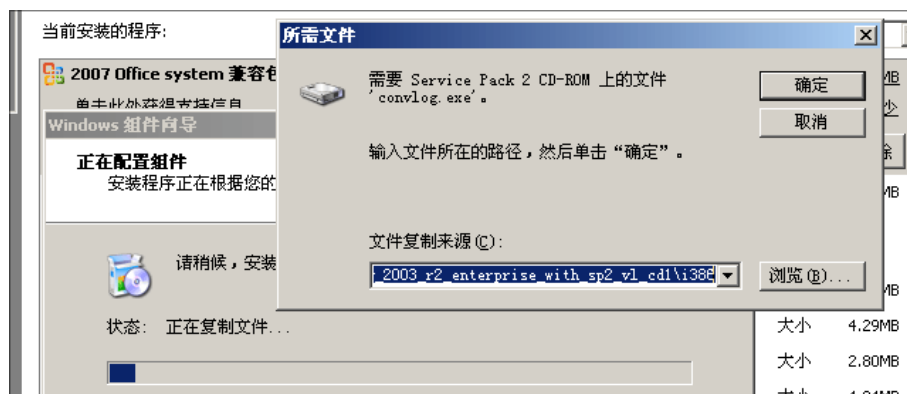 当前安装的程序:
所需文件
2007 Office system 兼容包
需要 Service Pack 2 CD-ROM 上的文件
'convlog.exe'。
确定
MB
单击此处获得支持信息
少
Windows 组件向导
取消
正在配置组件
输入文件所在的路径，然后单击“确定”。
除
安装程序正在根据您的
MB
文件复制来源(C):
请稍候，安装
_2003_r2_enterprise_with_sp2_vl_cd1\i386
浏览(B)...
MB
状态: 正在复制文件...
大小 4.29MB
大小 2.80MB